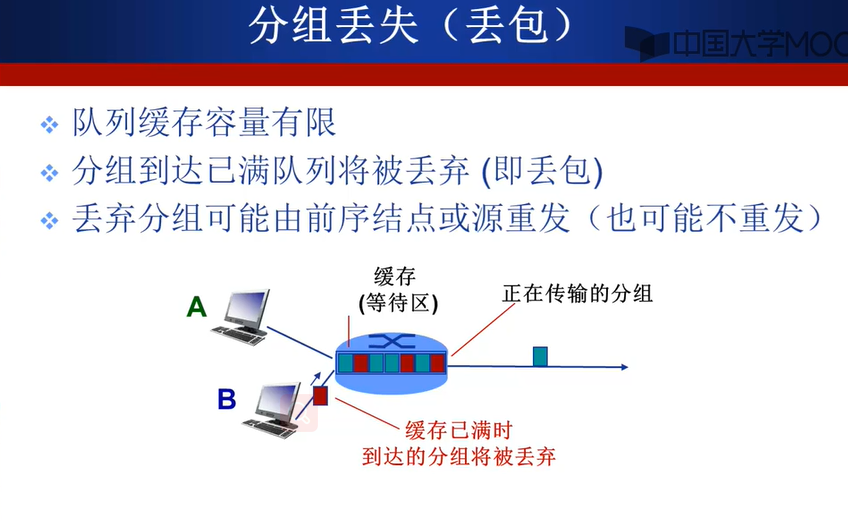 分组丢失（丢包）
中国大学MOO
队列缓存容量有限
分组到达已满队列将被丢弃 (即丢包)
丢弃分组可能由前序结点或源重发（也可能不重发）
缓存
(等待区)
正在传输的分组
A
B
缓存已满时
到达的分组将被丢弃